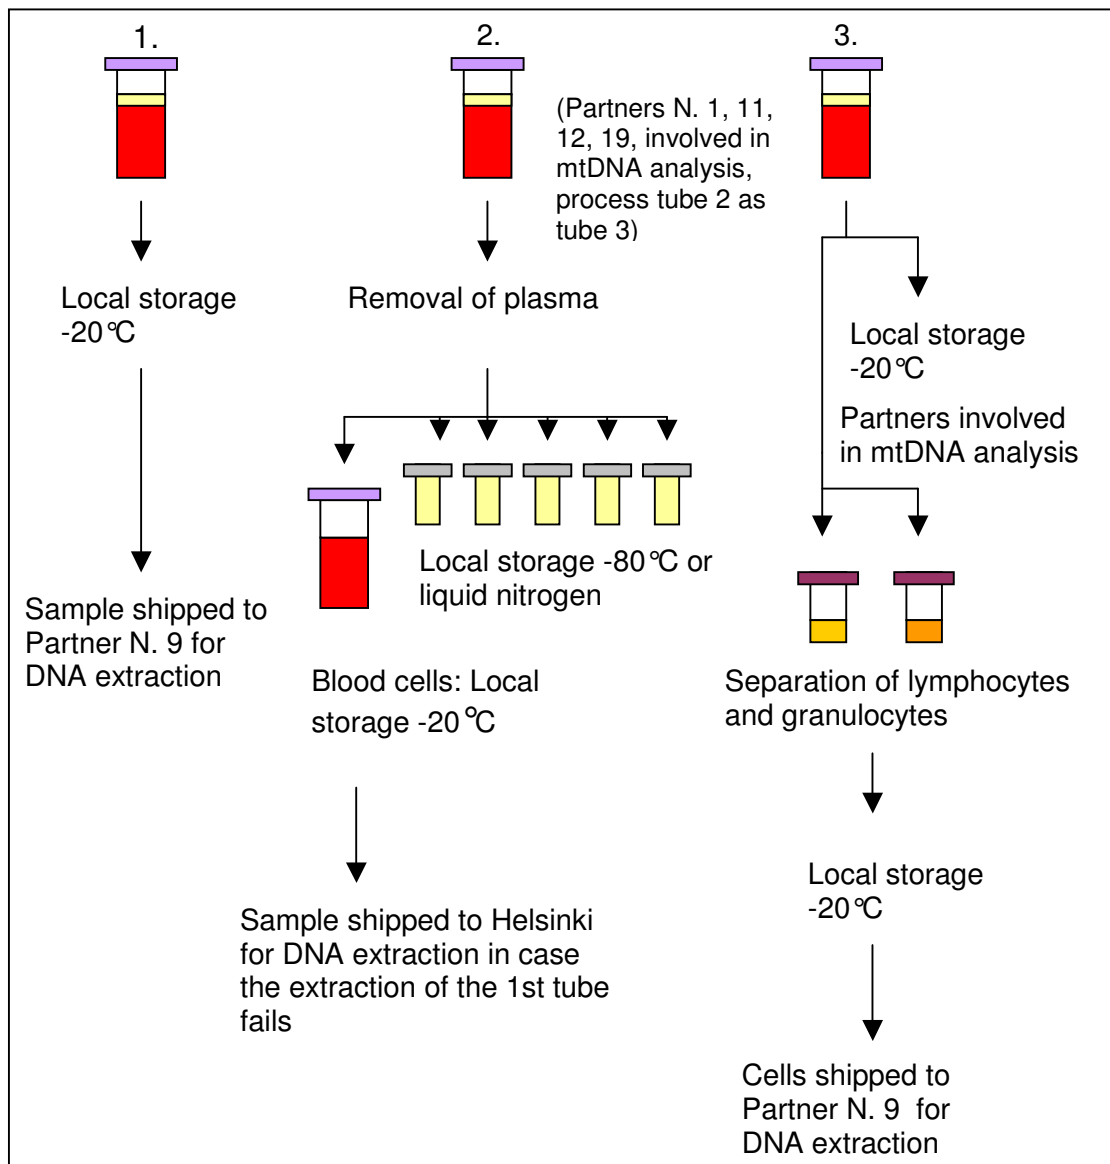 1.
Local storage
-20°C
Sample shipped to
Partner N. 9 for
DNA extraction
2.
(Partners N. 1, 11,
12, 19, involved in
mtDNA analysis,
process tube 2 as
tube 3)
Removal of plasma
Local storage -80°C or
liquid nitrogen
Blood cells: Local
storage -20°C
Sample shipped to Helsinki
for DNA extraction in case
the extraction of the 1st tube
fails
3.
Local storage
-20°C
Partners involved
in mtDNA analysis
Separation of lymphocytes
and granulocytes
Local storage
-20°C
Cells shipped to
Partner N. 9 for
DNA extraction